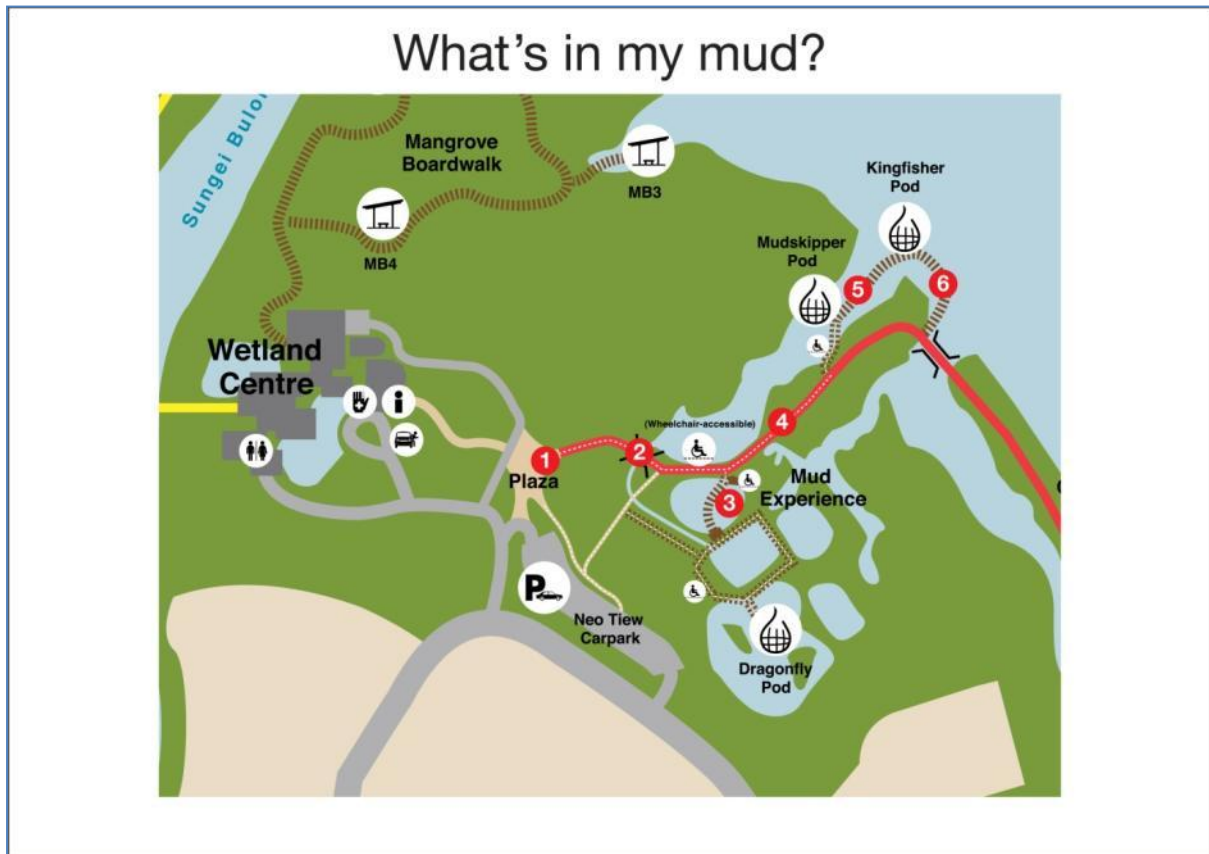 What's in my mud?
Sungei Bulo
Mangrove
Boardwalk
MB3
MB4
Kingfisher
Pod
Mudskipper
Pod
5
6
Wetland
Centre
(Wheelchair-accessible)
4
1
2
Plaza
3
Mud
Experience
P
Neo Tiew
Carpark
Dragonfly
Pod